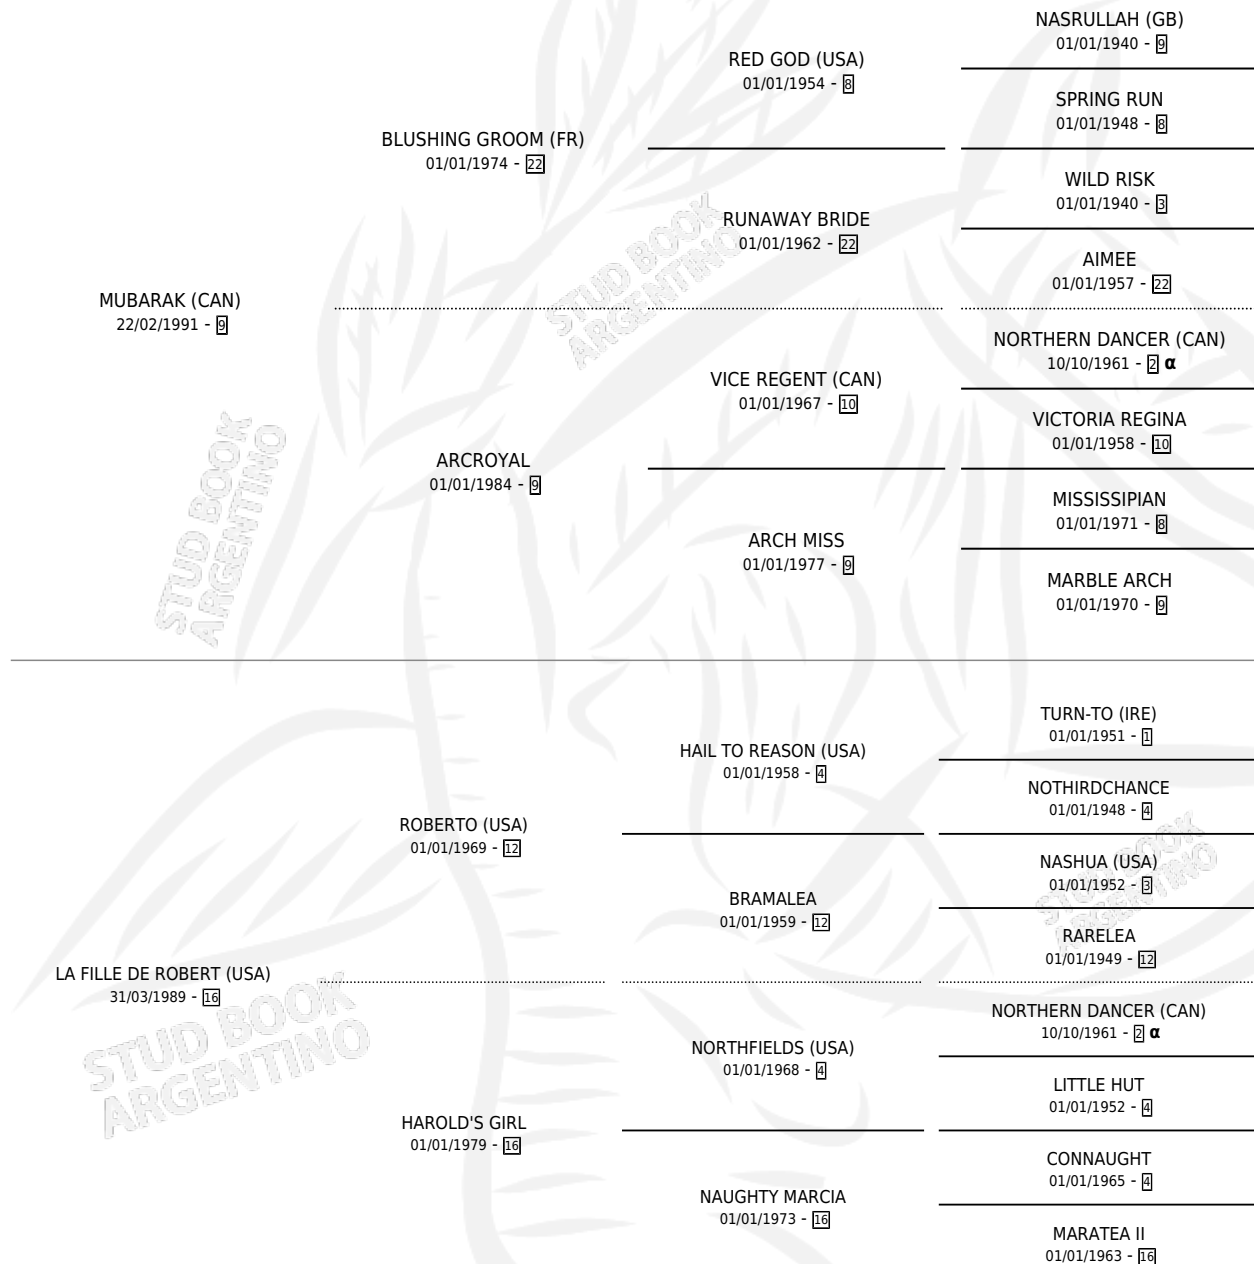 NASRULLAH (GB)
01/01/1940 - 9
RED GOD (USA)
01/01/1954 - 8
SPRING RUN
01/01/1948 - 8
BLUSHING GROOM (FR)
01/01/1974 - 22
WILD RISK
01/01/1940 - 3
RUNAWAY BRIDE
01/01/1962 - 22
AIMEE
01/01/1957 - 22
MUBARAK (CAN)
22/02/1991 - 9
NORTHERN DANCER (CAN)
10/10/1961 - 2 α
VICE REGENT (CAN)
01/01/1967 - 10
VICTORIA REGINA
01/01/1958 - 10
ARCROYAL
01/01/1984 - 9
MISSISSIPIAN
01/01/1971 - 8
ARCH MISS
01/01/1977 - 9
MARBLE ARCH
01/01/1970 - 9
TURN-TO (IRE)
01/01/1951 - 1
HAIL TO REASON (USA)
01/01/1958 - 4
NOTHIRDCHANCE
01/01/1948 - 4
ROBERTO (USA)
01/01/1969 - 12
NASHUA (USA)
01/01/1952 - 3
BRAMALEA
01/01/1959 - 12
RARELEA
01/01/1949 - 12
LA FILLE DE ROBERT (USA)
31/03/1989 - 16
NORTHERN DANCER (CAN)
10/10/1961 - 2 α
NORTHFIELDS (USA)
01/01/1968 - 4
LITTLE HUT
01/01/1952 - 4
HAROLD'S GIRL
01/01/1979 - 16
CONNAUGHT
01/01/1965 - 4
NAUGHTY MARCIA
01/01/1973 - 16
MARATEA II
01/01/1963 - 16
STUD BOOK
ARGENTINO
STUD BOOK
ARGENTINO
STUD BOOK
ARGENTINO
STUD BOOK
ARGENTINO